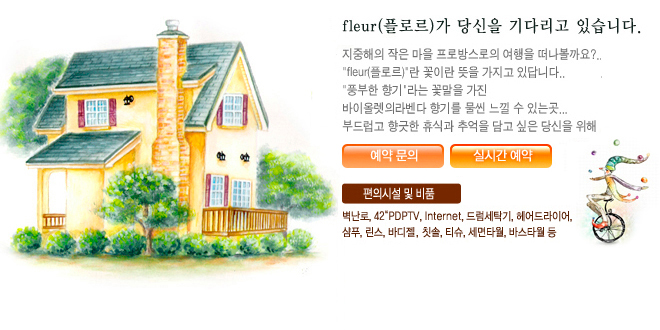 fleur(플로르)가 당신을 기다리고 있습니다.
지중해의 작은 마을 프로방스로의 여행을 떠나볼까요?..
"fleur(플로르)"란 꽃이란 뜻을 가지고 있답니다..
"풍부한 향기"라는 꽃말을 가진
바이올렛의라벤다 향기를 물씬 느낄 수 있는곳...
부드럽고 향긋한 휴식과 추억을 담고 싶은 당신을 위해
예약 문의 실시간 예약
편의시설 및 비품
벽난로, 42"PDPTV, Internet, 드럼세탁기, 헤어드라이어,
샴푸, 린스, 바디젤, 칫솔, 티슈, 세면타월, 바스타월 등